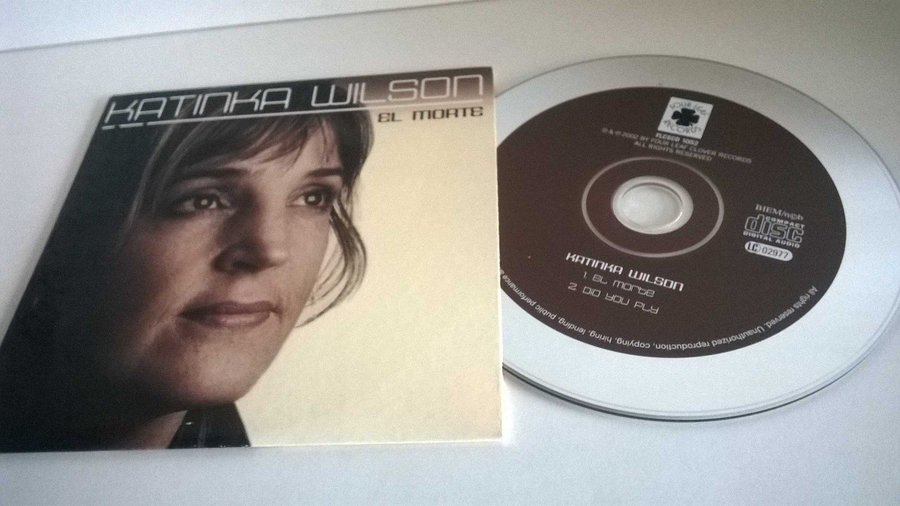 KATINKA WILSON
EL MORTE
FOUR LEAF
RECORDS
FLCSCD 1053
℗ & © 2002 BY FOUR LEAF CLOVER RECORDS
ALL RIGHTS RESERVED
BIEM/n©b
COMPACT
disc
DIGITAL AUDIO
LC 02977
KATINKA WILSON
1. EL MORTE
2. DID YOU FLY
All rights reserved. Unauthorized reproduction, copying, hiring, lending, public performance